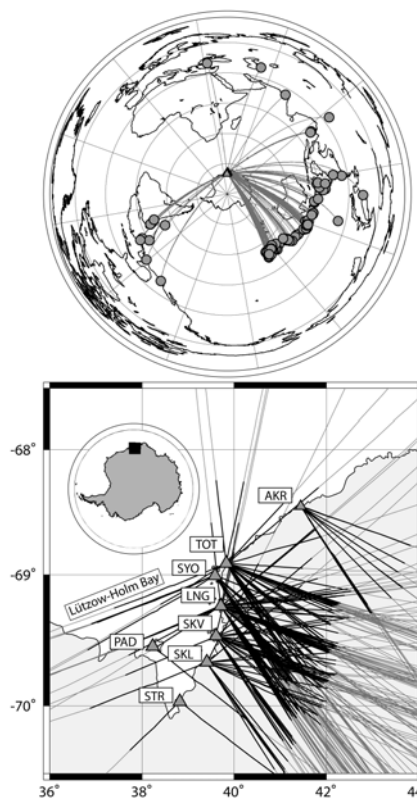 -68°
AKR
TOT
SYO
-69°
Lützow-Holm Bay
LNG
SKV
PAD
SKL
STR
-70°
36° 38° 40° 42° 44